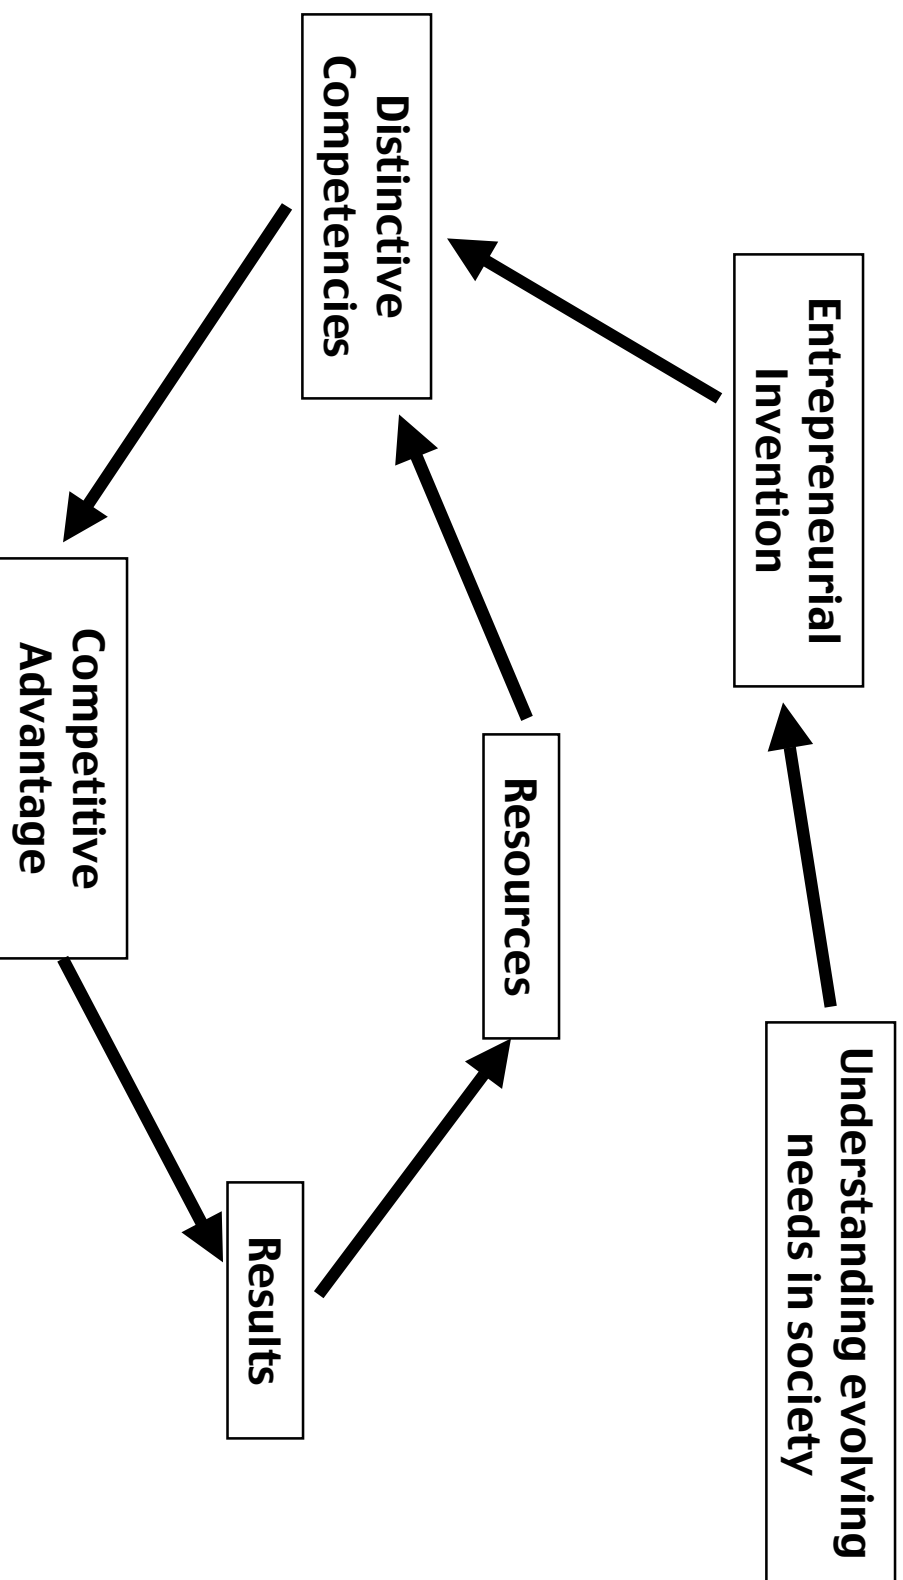 Understanding evolving
needs in society
Entrepreneurial
Invention
Resources
Distinctive
Competencies
Results
Competitive
Advantage